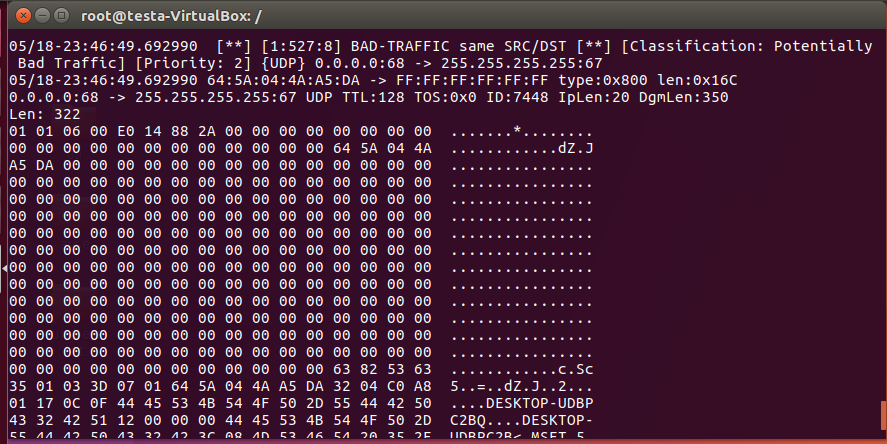 root@testa-VirtualBox: /
05/18-23:46:49.692990  [**] [1:527:8] BAD-TRAFFIC same SRC/DST [**] [Classification: Potentially
 Bad Traffic] [Priority: 2] {UDP} 0.0.0.0:68 -> 255.255.255.255:67
05/18-23:46:49.692990 64:5A:04:4A:A5:DA -> FF:FF:FF:FF:FF:FF type:0x800 len:0x16C
0.0.0.0:68 -> 255.255.255.255:67 UDP TTL:128 TOS:0x0 ID:7448 IpLen:20 DgmLen:350
Len: 322
01 01 06 00 E0 14 88 2A 00 00 00 00 00 00 00 00  .......*........
00 00 00 00 00 00 00 00 00 00 00 00 64 5A 04 4A  ............dZ.J
A5 DA 00 00 00 00 00 00 00 00 00 00 00 00 00 00  ................
00 00 00 00 00 00 00 00 00 00 00 00 00 00 00 00  ................
00 00 00 00 00 00 00 00 00 00 00 00 00 00 00 00  ................
00 00 00 00 00 00 00 00 00 00 00 00 00 00 00 00  ................
00 00 00 00 00 00 00 00 00 00 00 00 00 00 00 00  ................
00 00 00 00 00 00 00 00 00 00 00 00 00 00 00 00  ................
00 00 00 00 00 00 00 00 00 00 00 00 00 00 00 00  ................
00 00 00 00 00 00 00 00 00 00 00 00 00 00 00 00  ................
00 00 00 00 00 00 00 00 00 00 00 00 00 00 00 00  ................
00 00 00 00 00 00 00 00 00 00 00 00 00 00 00 00  ................
00 00 00 00 00 00 00 00 00 00 00 00 00 00 00 00  ................
00 00 00 00 00 00 00 00 00 00 00 00 00 00 00 00  ................
00 00 00 00 00 00 00 00 00 00 00 00 63 82 53 63  ............c.Sc
35 01 03 3D 07 01 64 5A 04 4A A5 DA 32 04 C0 A8  5..=..dZ.J..2...
01 17 0C 0F 44 45 53 4B 54 4F 50 2D 55 44 42 50  ....DESKTOP-UDBP
43 32 42 51 12 00 00 00 44 45 53 4B 54 4F 50 2D  C2BQ....DESKTOP-
55 44 42 50 43 32 42 3C 08 4D 53 46 54 20 35 2E  UDBPC2B<.MSFT 5.